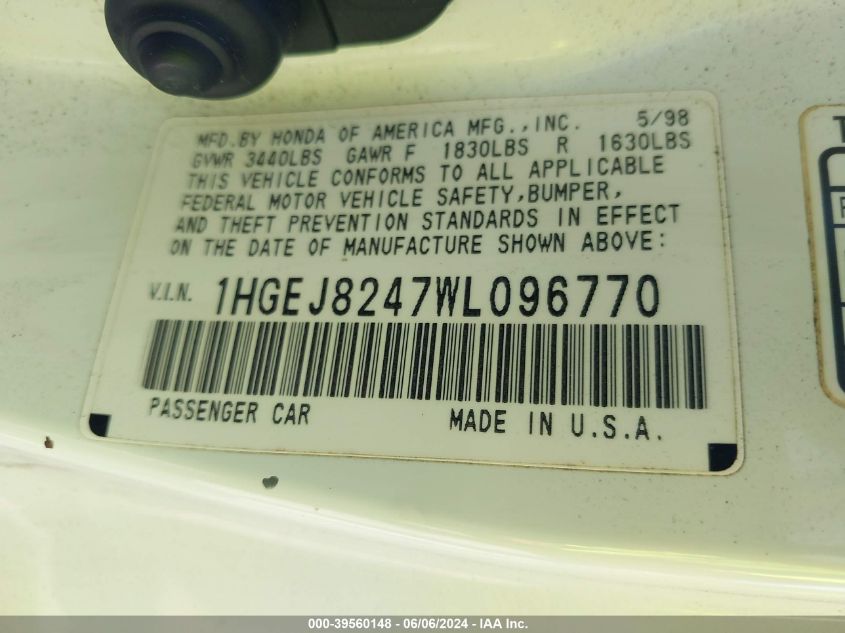 MFD.BY HONDA OF AMERICA MFG.,INC. 5/98
GVWR 3440LBS GAWR F 1830LBS R 1630LBS
THIS VEHICLE CONFORMS TO ALL APPLICABLE
FEDERAL MOTOR VEHICLE SAFETY,BUMPER,
AND THEFT PREVENTION STANDARDS IN EFFECT
ON THE DATE OF MANUFACTURE SHOWN ABOVE:
V.I.N. 1HGEJ8247WL096770
PASSENGER CAR MADE IN U.S.A.
000-39560148 - 06/06/2024 - IAA Inc.